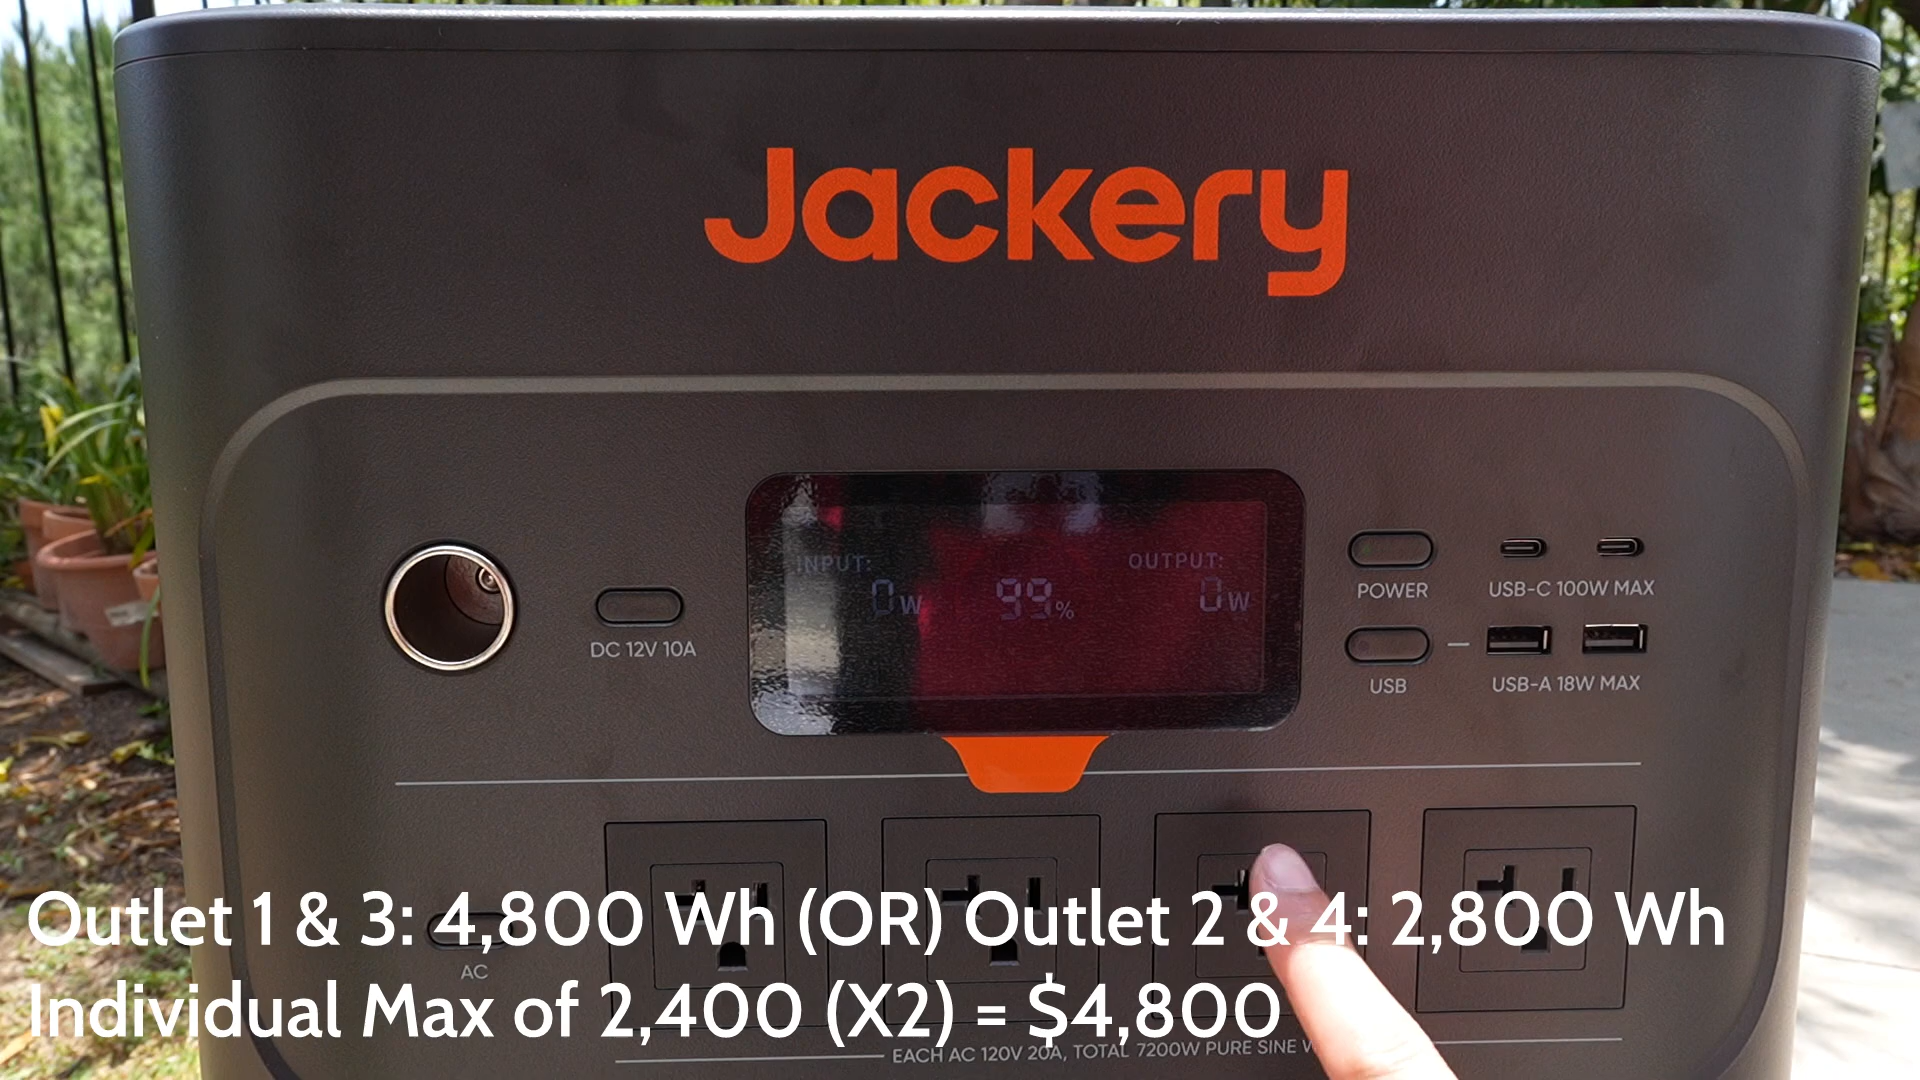 Jackery
INPUT:
OUTPUT:
0W
99%
0W
POWER
USB-C 100W MAX
DC 12V 10A
USB
USB-A 18W MAX
Outlet 1 & 3: 4,800 Wh (OR) Outlet 2 & 4: 2,800 Wh
AC
Individual Max of 2,400 (X2) = $4,800
EACH AC 120V 20A, TOTAL 7200W PURE SINE